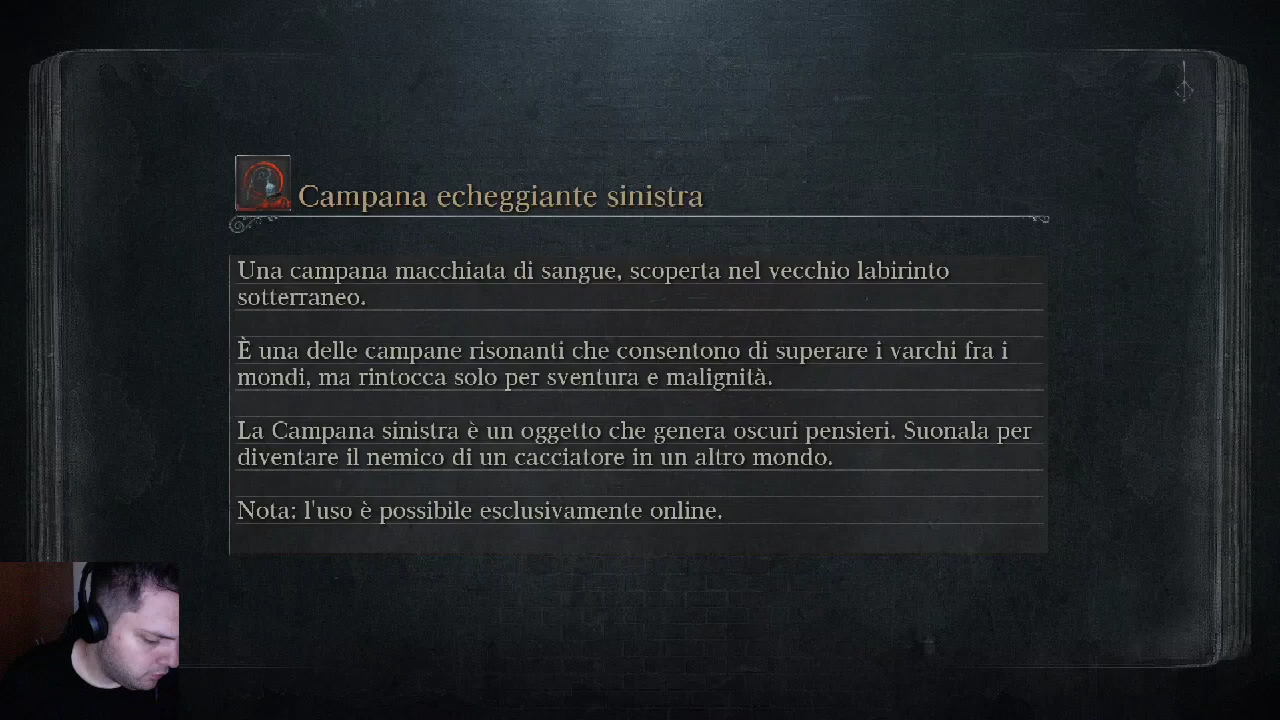 Campana echeggiante sinistra
Una campana macchiata di sangue, scoperta nel vecchio labirinto
sotterraneo.
È una delle campane risonanti che consentono di superare i varchi fra i
mondi, ma rintocca solo per sventura e malignità.
La Campana sinistra è un oggetto che genera oscuri pensieri. Suonala per
diventare il nemico di un cacciatore in un altro mondo.
Nota: l'uso è possibile esclusivamente online.